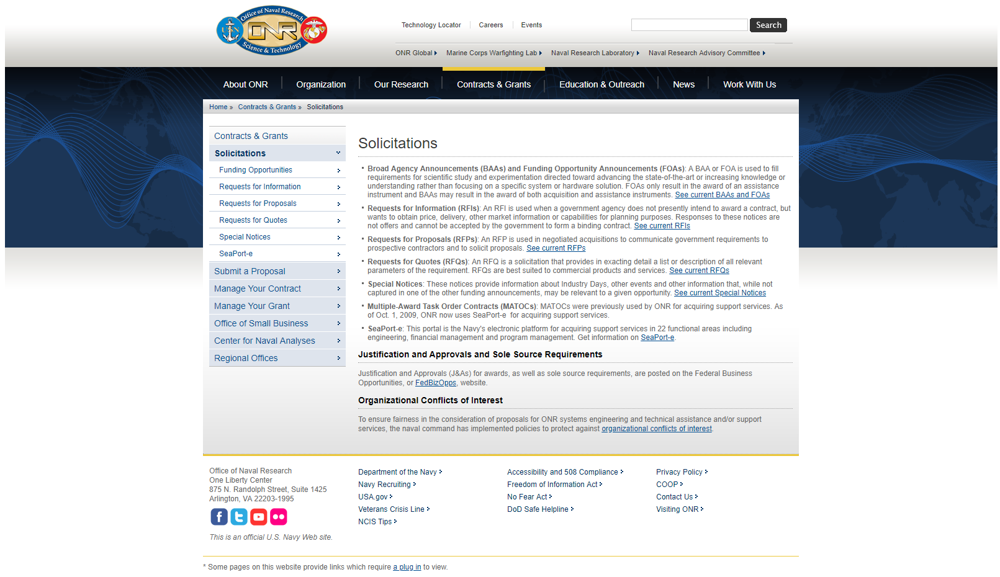 Office of Naval Research
USN
ONR
Science & Technology
Technology Locator
Careers
Events
Search
ONR Global
Marine Corps Warfighting Lab
Naval Research Laboratory
Naval Research Advisory Committee
About ONR
Organization
Our Research
Contracts & Grants
Education & Outreach
News
Work With Us
Home » Contracts & Grants » Solicitations
Contracts & Grants
Solicitations
Funding Opportunities
Requests for Information
Requests for Proposals
Requests for Quotes
Special Notices
SeaPort-e
Submit a Proposal
Manage Your Contract
Manage Your Grant
Office of Small Business
Center for Naval Analyses
Regional Offices
Solicitations
Broad Agency Announcements (BAAs) and Funding Opportunity Announcements (FOAs): A BAA or FOA is used to fill
requirements for scientific study and experimentation directed toward advancing the state-of-the-art or increasing knowledge or
understanding rather than focusing on a specific system or hardware solution. FOAs only result in the award of an assistance
instrument and BAAs may result in the award of both acquisition and assistance instruments. See current BAAs and FOAs
Requests for Information (RFIs): An RFI is used when a government agency does not presently intend to award a contract, but
wants to obtain price, delivery, other market information or capabilities for planning purposes. Responses to these notices are
not offers and cannot be accepted by the government to form a binding contract. See current RFIs
Requests for Proposals (RFPs): An RFP is used in negotiated acquisitions to communicate government requirements to
prospective contractors and to solicit proposals. See current RFPs
Requests for Quotes (RFQs): An RFQ is a solicitation that provides in exacting detail a list or description of all relevant
parameters of the requirement. RFQs are best suited to commercial products and services. See current RFQs
Special Notices: These notices provide information about Industry Days, other events and other information that, while not
captured in one of the other funding announcements, may be relevant to a given opportunity. See current Special Notices
Multiple-Award Task Order Contracts (MATOCs): MATOCs were previously used by ONR for acquiring support services. As
of Oct. 1, 2009, ONR now uses SeaPort-e for acquiring support services.
SeaPort-e: This portal is the Navy's electronic platform for acquiring support services in 22 functional areas including
engineering, financial management and program management. Get information on SeaPort-e.
Justification and Approvals and Sole Source Requirements
Justification and Approvals (J&As) for awards, as well as sole source requirements, are posted on the Federal Business
Opportunities, or FedBizOpps, website.
Organizational Conflicts of Interest
To ensure fairness in the consideration of proposals for ONR systems engineering and technical assistance and/or support
services, the naval command has implemented policies to protect against organizational conflicts of interest.
Office of Naval Research
One Liberty Center
875 N. Randolph Street, Suite 1425
Arlington, VA 22203-1995
This is an official U.S. Navy Web site.
Department of the Navy
Navy Recruiting
USA.gov
Veterans Crisis Line
NCIS Tips
Accessibility and 508 Compliance
Freedom of Information Act
No Fear Act
DoD Safe Helpline
Privacy Policy
COOP
Contact Us
Visiting ONR
* Some pages on this website provide links which require a plug in to view.